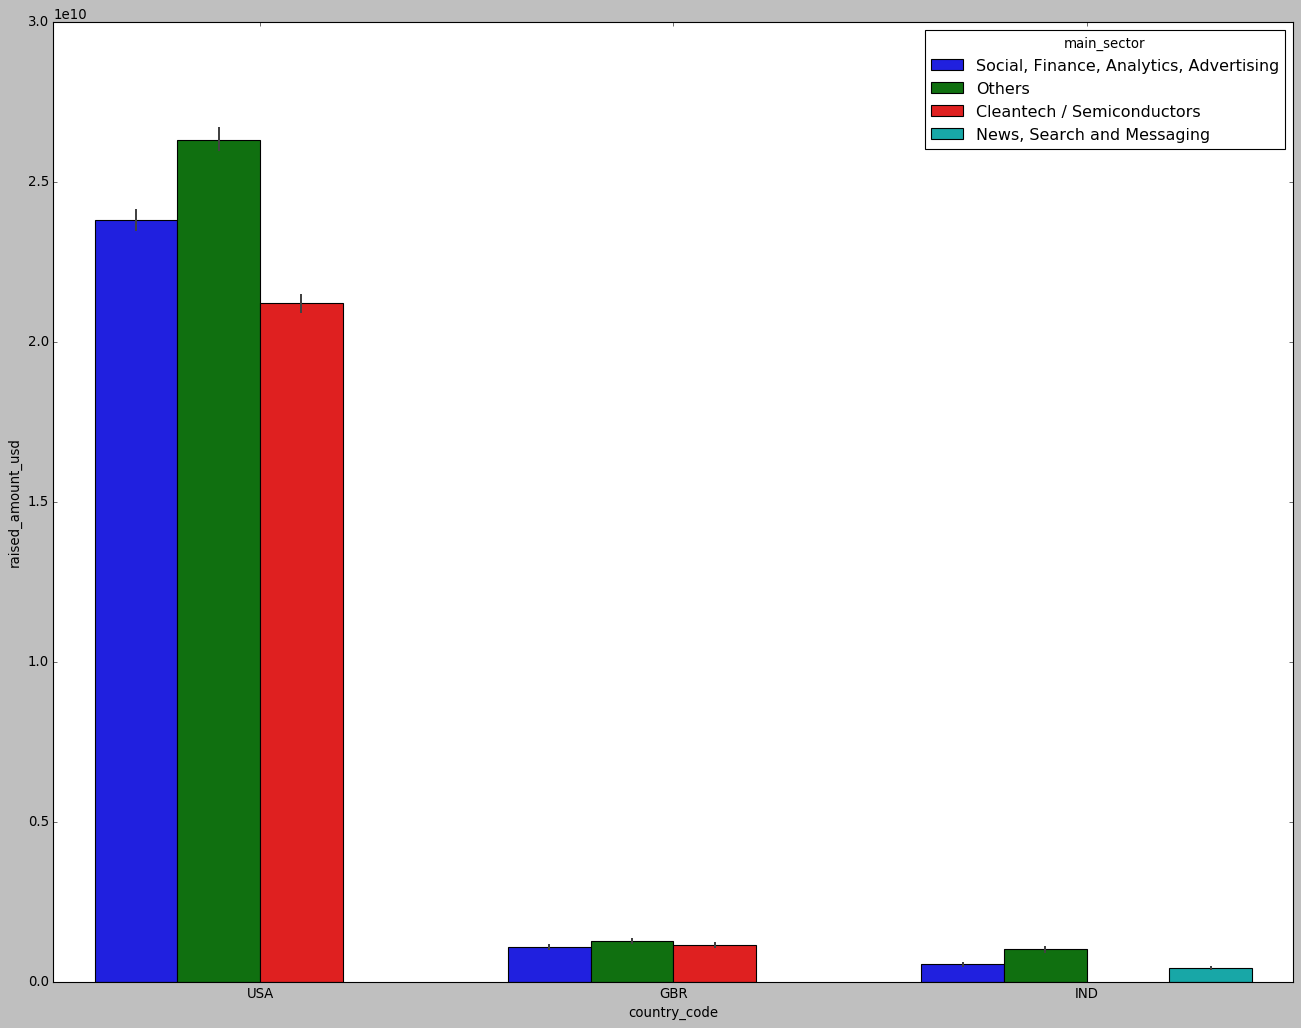 1e10
3.0
2.5
2.0
1.5
1.0
0.5
0.0
raised_amount_usd
main_sector
Social, Finance, Analytics, Advertising
Others
Cleantech / Semiconductors
News, Search and Messaging
USA
GBR
IND
country_code